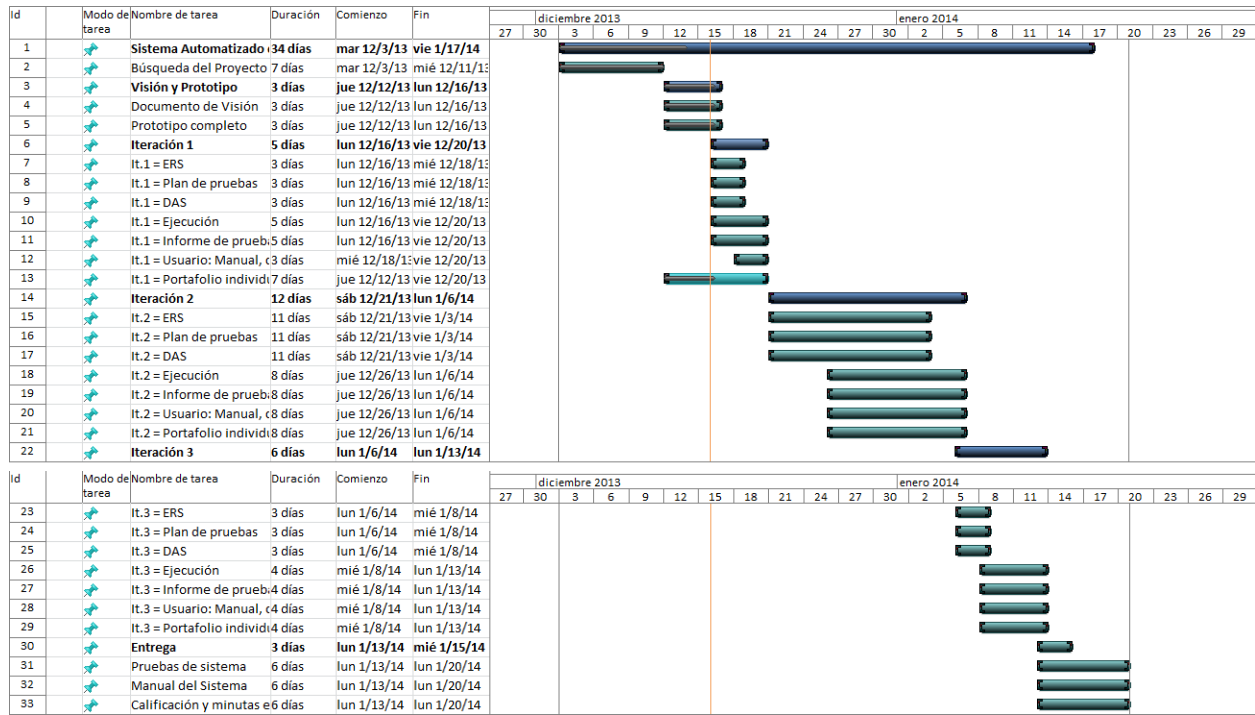 Id Modo de Nombre de tarea Duración Comienzo Fin diciembre 2013 enero 2014
tarea 27 30 3 6 9 12 15 18 21 24 27 30 2 5 8 11 14 17 20 23 26 29
1 Sistema Automatizado 34 días mar 12/3/13 vie 1/17/14
2 Búsqueda del Proyecto 7 días mar 12/3/13 mié 12/11/13
3 Visión y Prototipo 3 días jue 12/12/13 lun 12/16/13
4 Documento de Visión 3 días jue 12/12/13 lun 12/16/13
5 Prototipo completo 3 días jue 12/12/13 lun 12/16/13
6 Iteración 1 5 días lun 12/16/13 vie 12/20/13
7 It.1 = ERS 3 días lun 12/16/13 mié 12/18/13
8 It.1 = Plan de pruebas 3 días lun 12/16/13 mié 12/18/13
9 It.1 = DAS 3 días lun 12/16/13 mié 12/18/13
10 It.1 = Ejecución 5 días lun 12/16/13 vie 12/20/13
11 It.1 = Informe de prueba 5 días lun 12/16/13 vie 12/20/13
12 It.1 = Usuario: Manual, 3 días mié 12/18/13 vie 12/20/13
13 It.1 = Portafolio individu 7 días jue 12/12/13 vie 12/20/13
14 Iteración 2 12 días sáb 12/21/13 lun 1/6/14
15 It.2 = ERS 11 días sáb 12/21/13 vie 1/3/14
16 It.2 = Plan de pruebas 11 días sáb 12/21/13 vie 1/3/14
17 It.2 = DAS 11 días sáb 12/21/13 vie 1/3/14
18 It.2 = Ejecución 8 días jue 12/26/13 lun 1/6/14
19 It.2 = Informe de prueba 8 días jue 12/26/13 lun 1/6/14
20 It.2 = Usuario: Manual, 8 días jue 12/26/13 lun 1/6/14
21 It.2 = Portafolio individu 8 días jue 12/26/13 lun 1/6/14
22 Iteración 3 6 días lun 1/6/14 lun 1/13/14
Id Modo de Nombre de tarea Duración Comienzo Fin diciembre 2013 enero 2014
tarea 27 30 3 6 9 12 15 18 21 24 27 30 2 5 8 11 14 17 20 23 26 29
23 It.3 = ERS 3 días lun 1/6/14 mié 1/8/14
24 It.3 = Plan de pruebas 3 días lun 1/6/14 mié 1/8/14
25 It.3 = DAS 3 días lun 1/6/14 mié 1/8/14
26 It.3 = Ejecución 4 días mié 1/8/14 lun 1/13/14
27 It.3 = Informe de prueba 4 días mié 1/8/14 lun 1/13/14
28 It.3 = Usuario: Manual, 4 días mié 1/8/14 lun 1/13/14
29 It.3 = Portafolio individu 4 días mié 1/8/14 lun 1/13/14
30 Entrega 3 días lun 1/13/14 mié 1/15/14
31 Pruebas de sistema 6 días lun 1/13/14 lun 1/20/14
32 Manual del Sistema 6 días lun 1/13/14 lun 1/20/14
33 Calificación y minutas e 6 días lun 1/13/14 lun 1/20/14